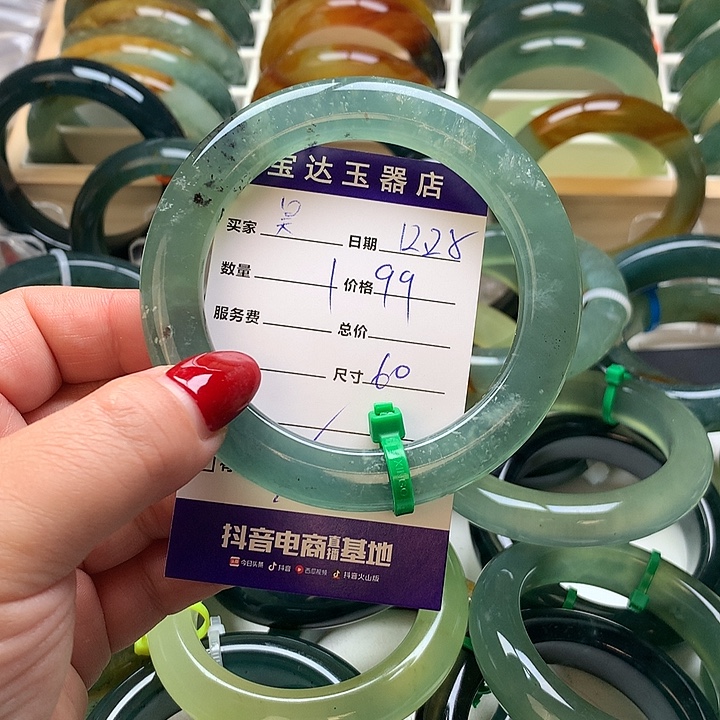 宝达玉器店
买家 吴 日期 1228
数量 1 价格 99
服务费 总价
尺寸 60
抖音电商直播基地
今日头条 抖音 西瓜视频 抖音火山版